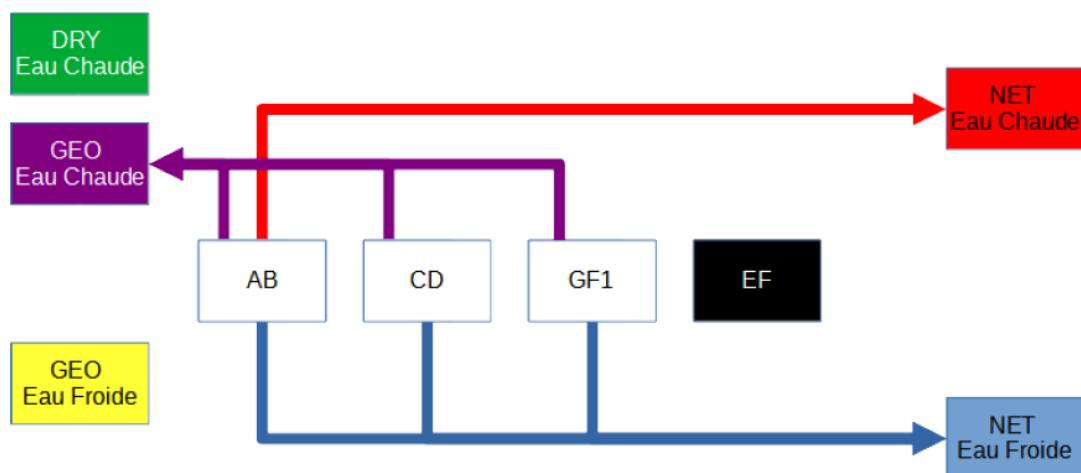 DRY
Eau Chaude
NET
Eau Chaude
GEO
Eau Chaude
AB
CD
GF1
EF
GEO
Eau Froide
NET
Eau Froide